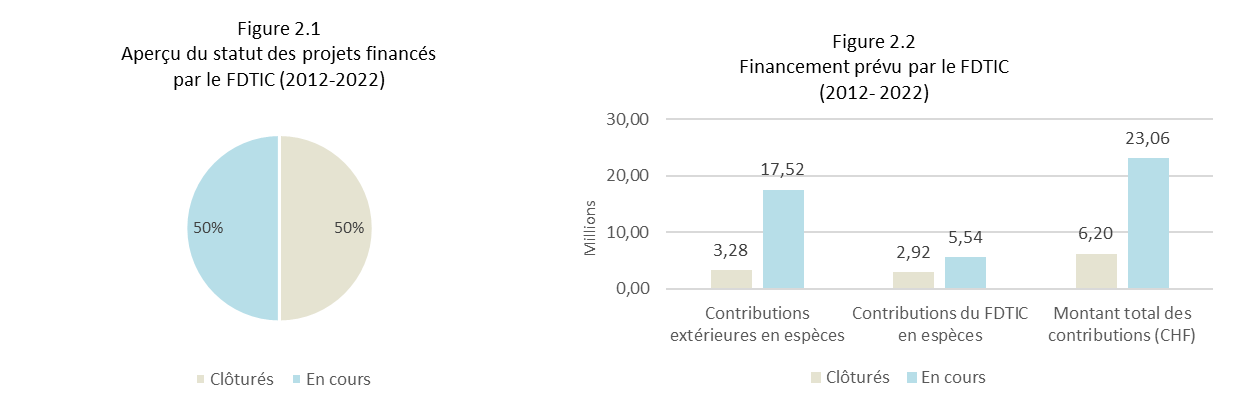 Figure 2.1
Aperçu du statut des projets financés
par le FDTIC (2012-2022)
50%
50%
Clôturés
En cours
Figure 2.2
Financement prévu par le FDTIC
(2012- 2022)
Millions
30,00
20,00
10,00
0,00
3,28
17,52
2,92
5,54
6,20
23,06
Contributions
extérieures en espèces
Contributions du FDTIC
en espèces
Montant total des
contributions (CHF)
Clôturés
En cours